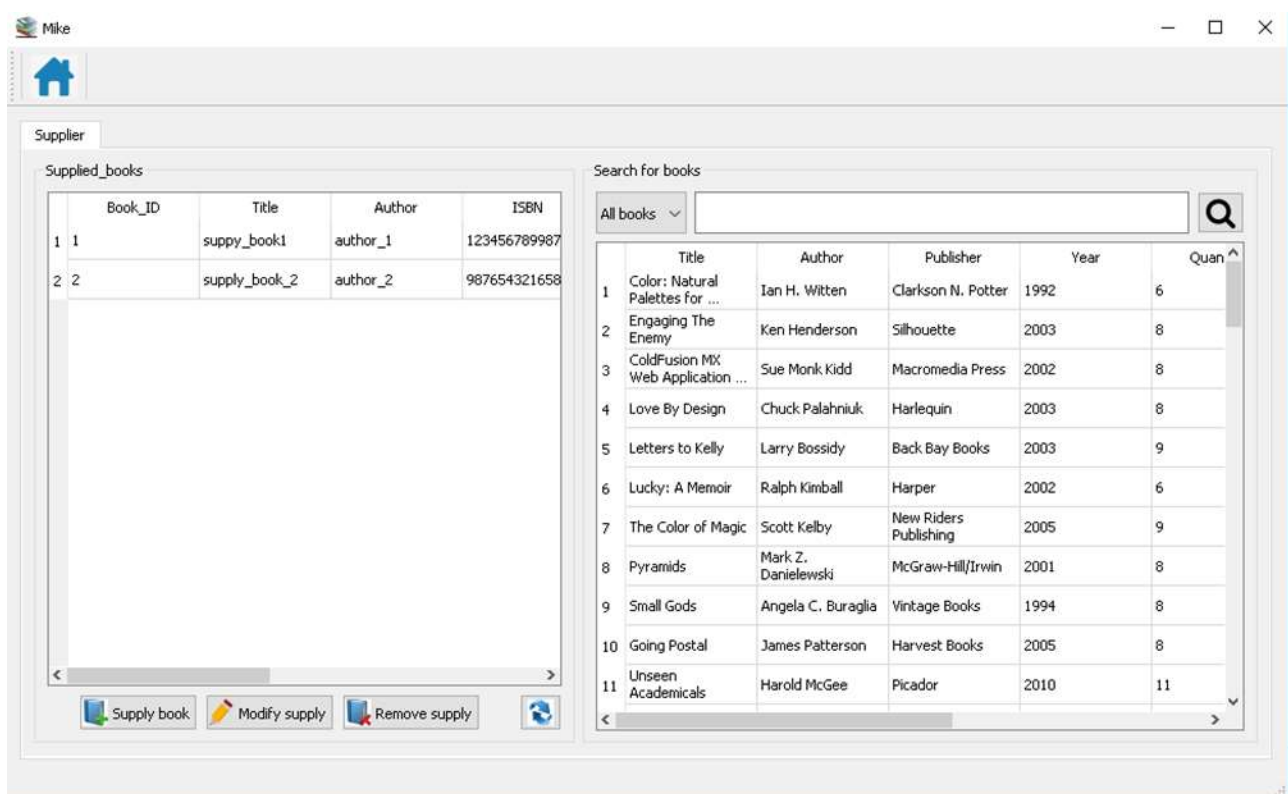 Mike
Supplier
Supplied_books
Book_ID Title Author ISBN
1 1 suppy_book1 author_1 123456789987
2 2 supply_book_2 author_2 987654321658
Supply book Modify supply Remove supply
Search for books
All books
Title Author Publisher Year Quan
1 Color: Natural Palettes for ... Ian H. Witten Clarkson N. Potter 1992 6
2 Engaging The Enemy Ken Henderson Silhouette 2003 8
3 ColdFusion MX Web Application ... Sue Monk Kidd Macromedia Press 2002 8
4 Love By Design Chuck Palahniuk Harlequin 2003 8
5 Letters to Kelly Larry Bossidy Back Bay Books 2003 9
6 Lucky: A Memoir Ralph Kimball Harper 2002 6
7 The Color of Magic Scott Kelby New Riders Publishing 2005 9
8 Pyramids Mark Z. Danielewski McGraw-Hill/Irwin 2001 8
9 Small Gods Angela C. Buraglia Vintage Books 1994 8
10 Going Postal James Patterson Harvest Books 2005 8
11 Unseen Academicals Harold McGee Picador 2010 11